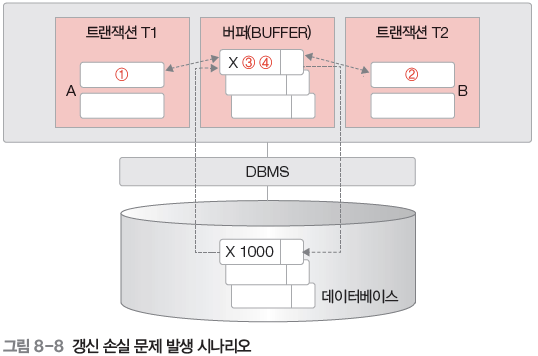 트랜잭션 T1
버퍼(BUFFER)
트랜잭션 T2
A
①
X ③ ④
②
B
DBMS
X 1000
데이터베이스
그림 8-8 갱신 손실 문제 발생 시나리오